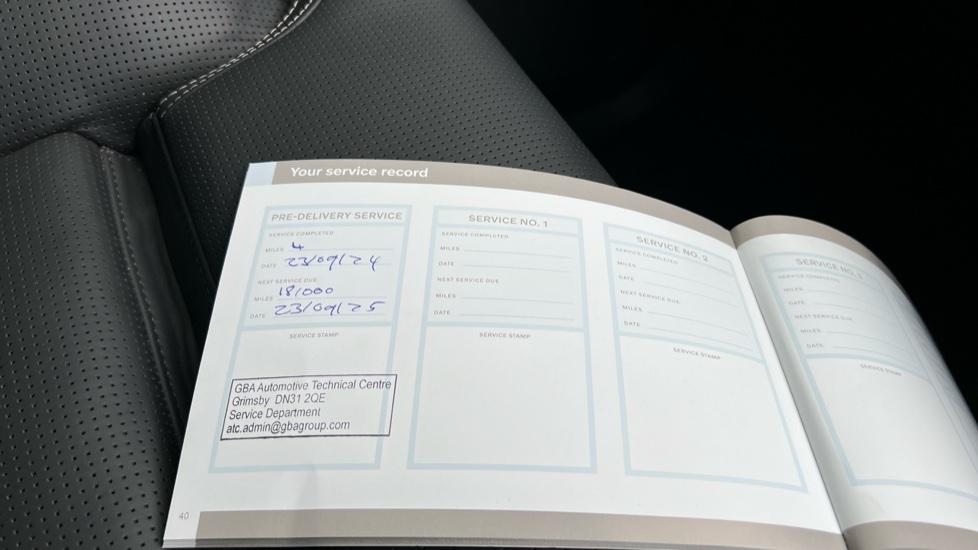 Your service record
PRE-DELIVERY SERVICE
SERVICE COMPLETED
MILES 4
DATE 23/09/24
NEXT SERVICE DUE
MILES 18/000
DATE 23/09/25
SERVICE STAMP
GBA Automotive Technical Centre
Grimsby DN31 2QE
Service Department
atc.admin@gbagroup.com
SERVICE NO. 1
SERVICE COMPLETED
MILES
DATE
NEXT SERVICE DUE
MILES
DATE
SERVICE STAMP
SERVICE NO. 2
SERVICE COMPLETED
MILES
DATE
NEXT SERVICE DUE
MILES
DATE
SERVICE STAMP
SERVICE NO. 3
SERVICE COMPLETED
MILES
DATE
NEXT SERVICE DUE
MILES
DATE
SERVICE STAMP
40